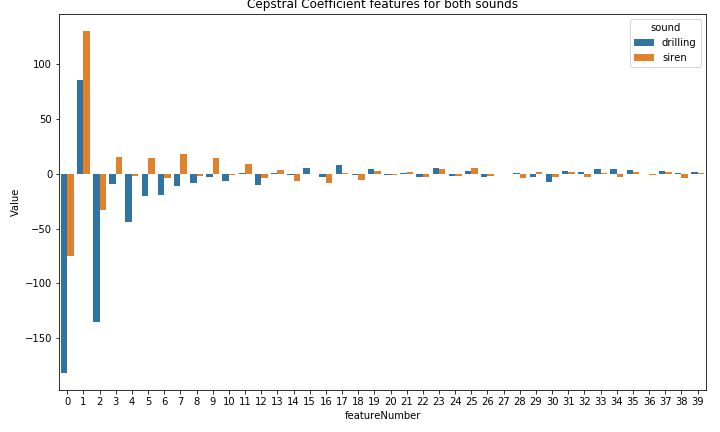 Cepstral Coefficient features for both sounds
sound
drilling
siren
100
50
0
−50
−100
−150
Value
0 1 2 3 4 5 6 7 8 9 10 11 12 13 14 15 16 17 18 19 20 21 22 23 24 25 26 27 28 29 30 31 32 33 34 35 36 37 38 39
featureNumber